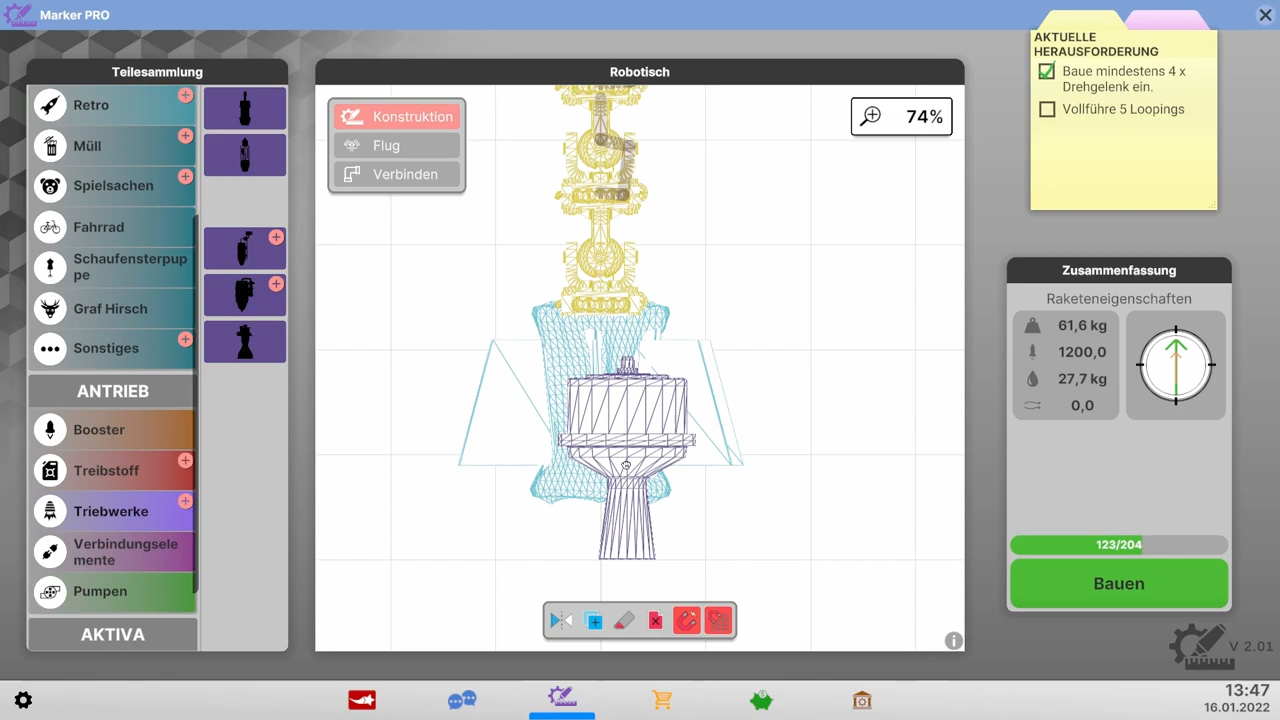 Marker PRO
Teilesammlung
Retro
Müll
Spielsachen
Fahrrad
Schaufensterpup
pe
Graf Hirsch
Sonstiges
ANTRIEB
Booster
Treibstoff
Triebwerke
Verbindungsele
mente
Pumpen
AKTIVA
Robotisch
Konstruktion
Flug
Verbinden
74%
AKTUELLE
HERAUSFORDERUNG
Baue mindestens 4 x
Drehgelenk ein.
Vollführe 5 Loopings
Zusammenfassung
Raketeneigenschaften
61,6 kg
1200,0
27,7 kg
0,0
123/204
Bauen
V 2.01
13:47
16.01.2022